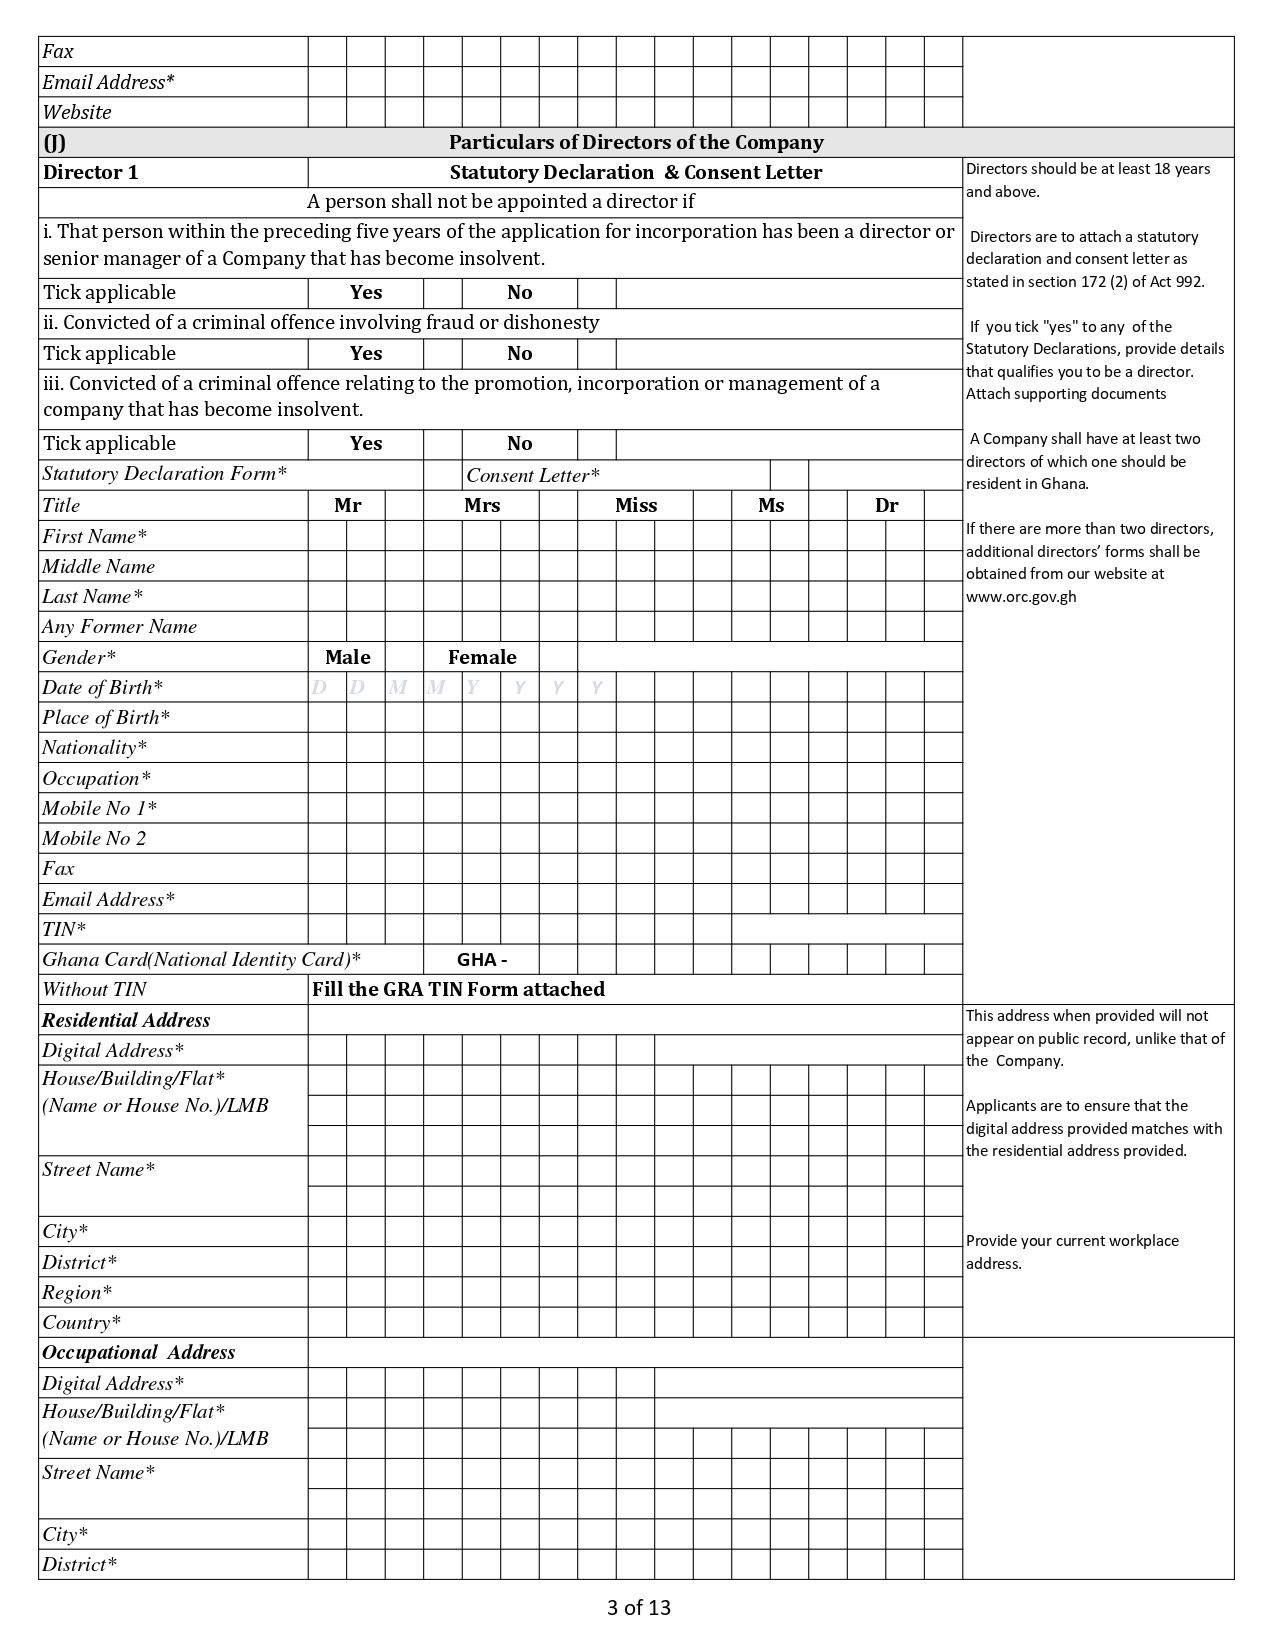 Fax
Email Address*
Website
(J) Particulars of Directors of the Company
Director 1 Statutory Declaration & Consent Letter
A person shall not be appointed a director if
i. That person within the preceding five years of the application for incorporation has been a director or
senior manager of a Company that has become insolvent.
Tick applicable Yes No
ii. Convicted of a criminal offence involving fraud or dishonesty
Tick applicable Yes No
iii. Convicted of a criminal offence relating to the promotion, incorporation or management of a
company that has become insolvent.
Tick applicable Yes No
Statutory Declaration Form* Consent Letter*
Title Mr Mrs Miss Ms Dr
First Name*
Middle Name
Last Name*
Any Former Name
Gender* Male Female
Date of Birth* D D M M Y Y Y Y
Place of Birth*
Nationality*
Occupation*
Mobile No 1*
Mobile No 2
Fax
Email Address*
TIN*
Ghana Card(National Identity Card)* GHA -
Without TIN Fill the GRA TIN Form attached
Directors should be at least 18 years
and above.
Directors are to attach a statutory
declaration and consent letter as
stated in section 172 (2) of Act 992.
If you tick "yes" to any of the
Statutory Declarations, provide details
that qualifies you to be a director.
Attach supporting documents
A Company shall have at least two
directors of which one should be
resident in Ghana.
If there are more than two directors,
additional directors’ forms shall be
obtained from our website at
www.orc.gov.gh
Residential Address
Digital Address*
House/Building/Flat*
(Name or House No.)/LMB
Street Name*
City*
District*
Region*
Country*
This address when provided will not
appear on public record, unlike that of
the Company.
Applicants are to ensure that the
digital address provided matches with
the residential address provided.
Provide your current workplace
address.
Occupational Address
Digital Address*
House/Building/Flat*
(Name or House No.)/LMB
Street Name*
City*
District*
3 of 13